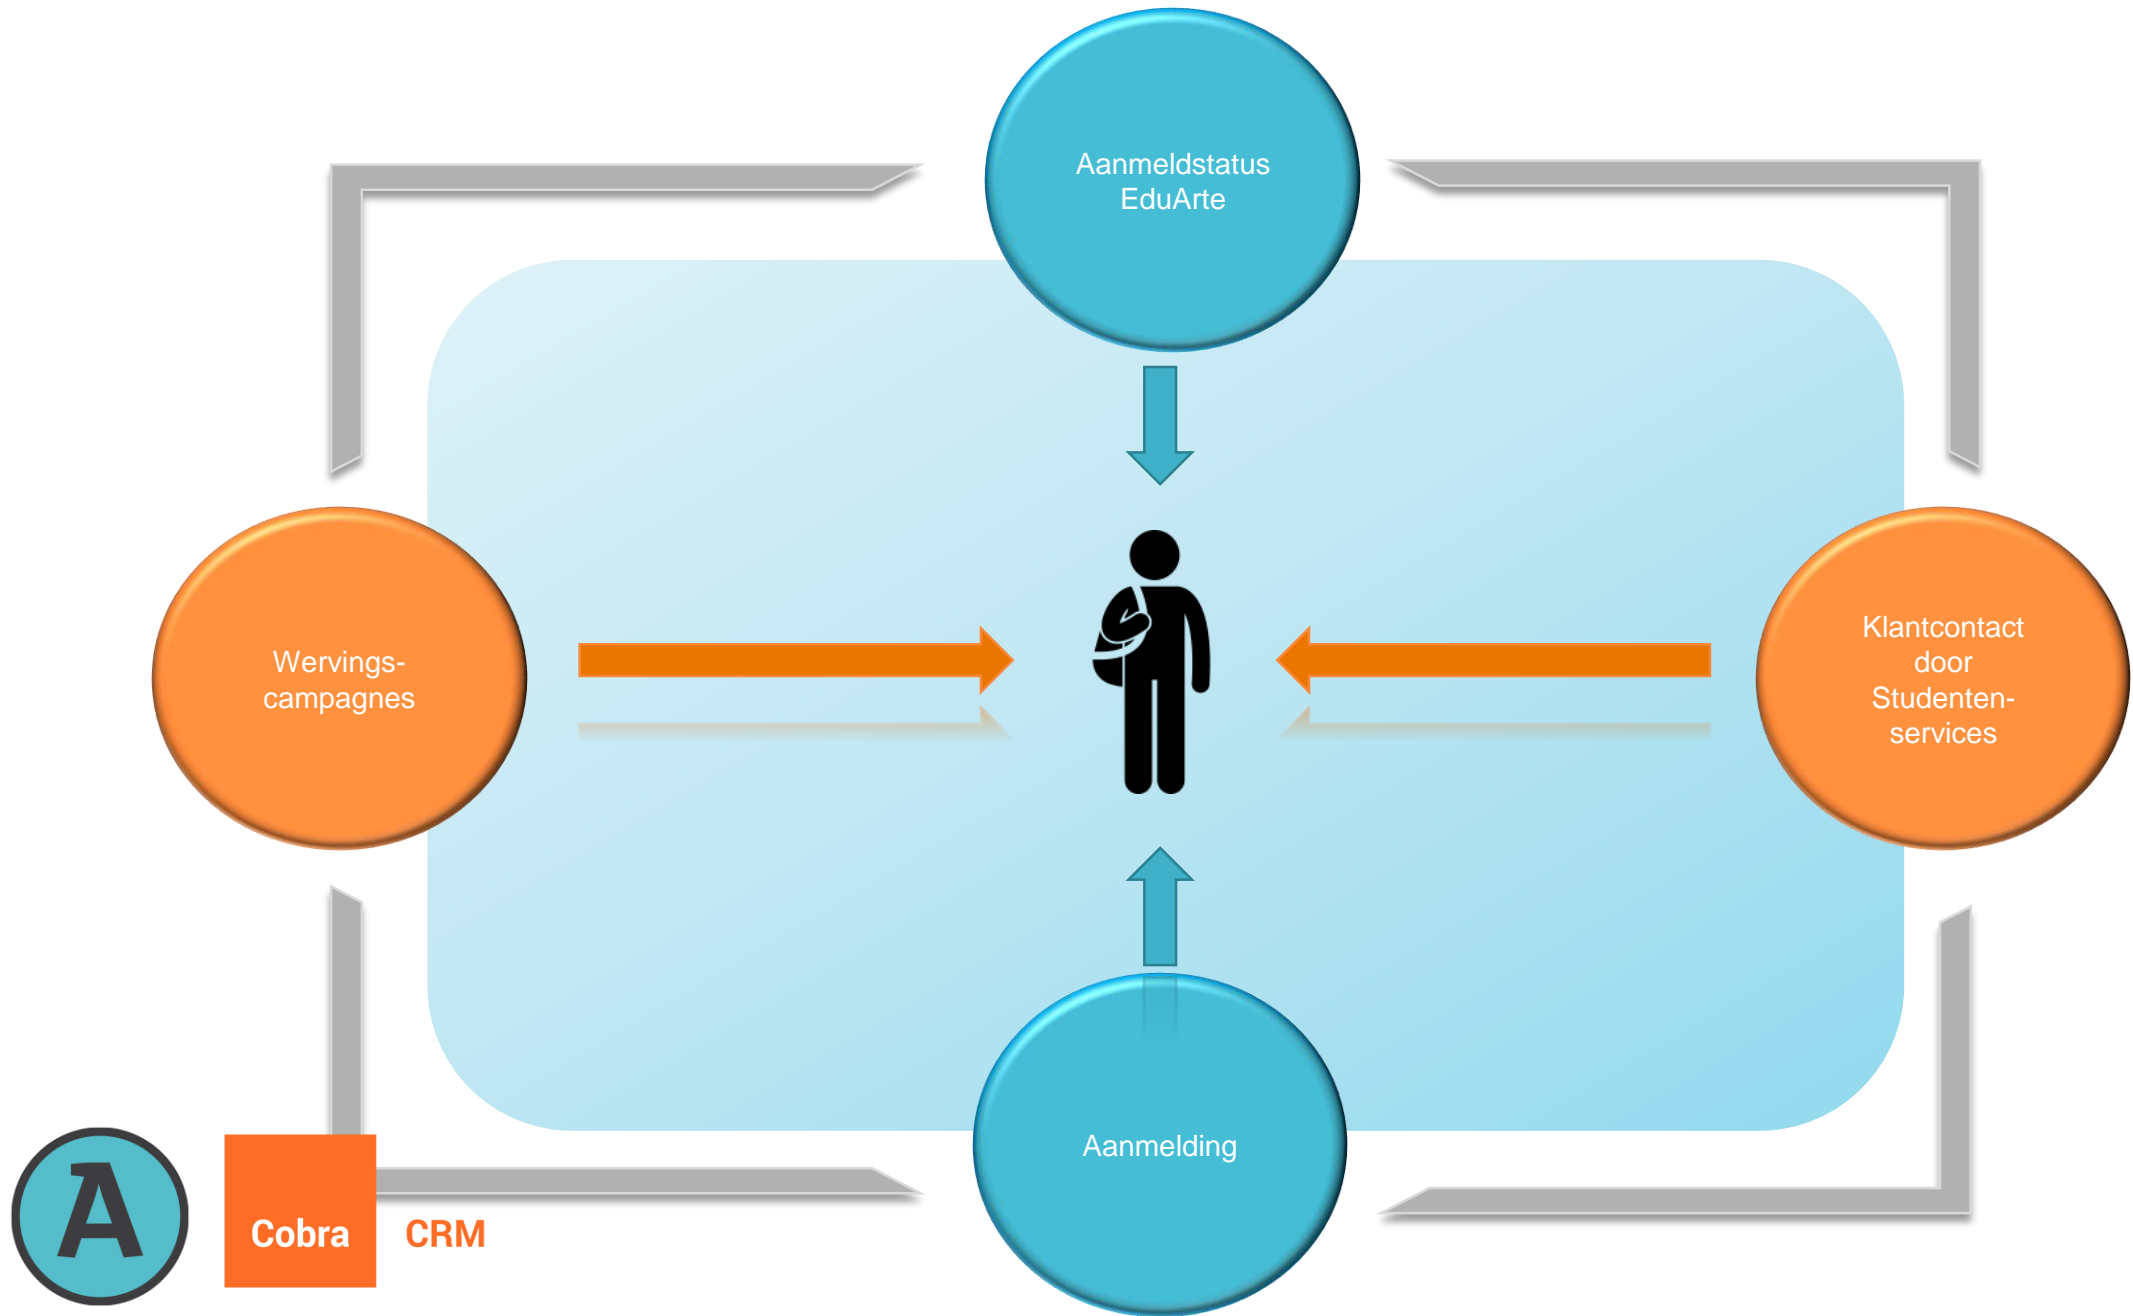 Aanmeldstatus
EduArte
Wervings-
campagnes
Klantcontact
door
Studenten-
services
Aanmelding
A
Cobra
CRM